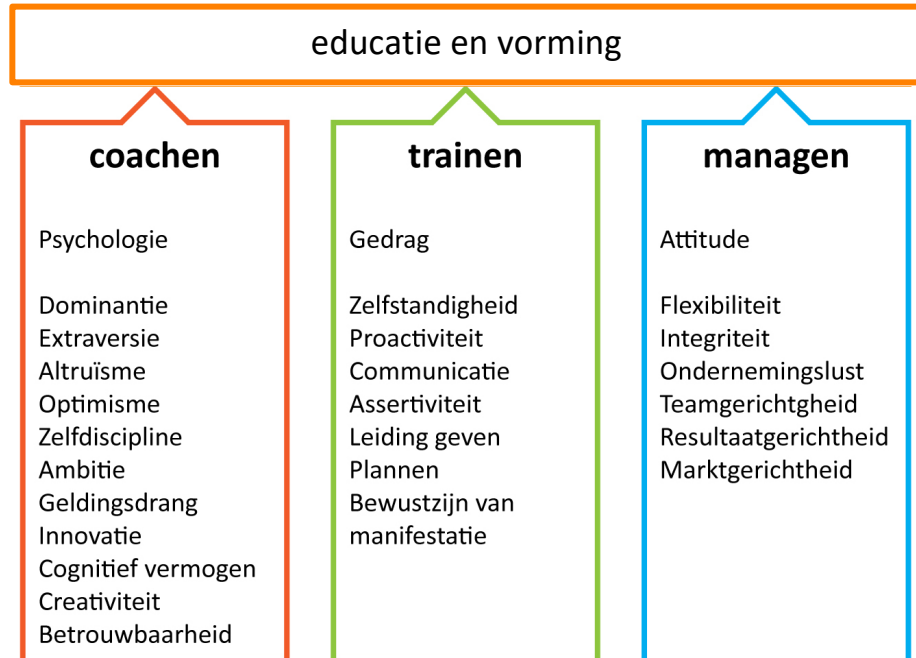 educatie en vorming
coachen
Psychologie
Dominantie
Extraversie
Altruïsme
Optimisme
Zelfdiscipline
Ambitie
Geldingsdrang
Innovatie
Cognitief vermogen
Creativiteit
Betrouwbaarheid
trainen
Gedrag
Zelfstandigheid
Proactiviteit
Communicatie
Assertiviteit
Leiding geven
Plannen
Bewustzijn van
manifestatie
managen
Attitude
Flexibiliteit
Integriteit
Ondernemingslust
Teamgerichtgheid
Resultaatgerichtheid
Marktgerichtheid